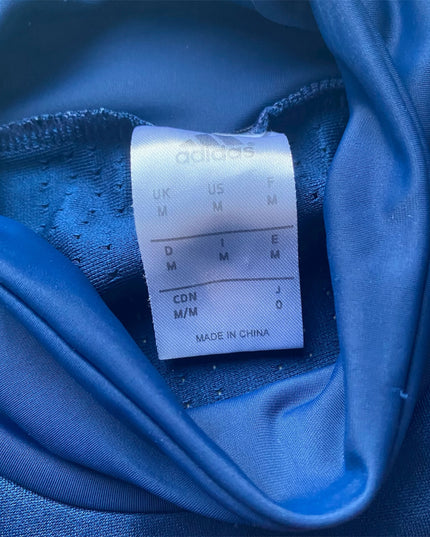 adidas
UK US F
M M M
D I E
M M M
CDN J
M/M O
MADE IN CHINA